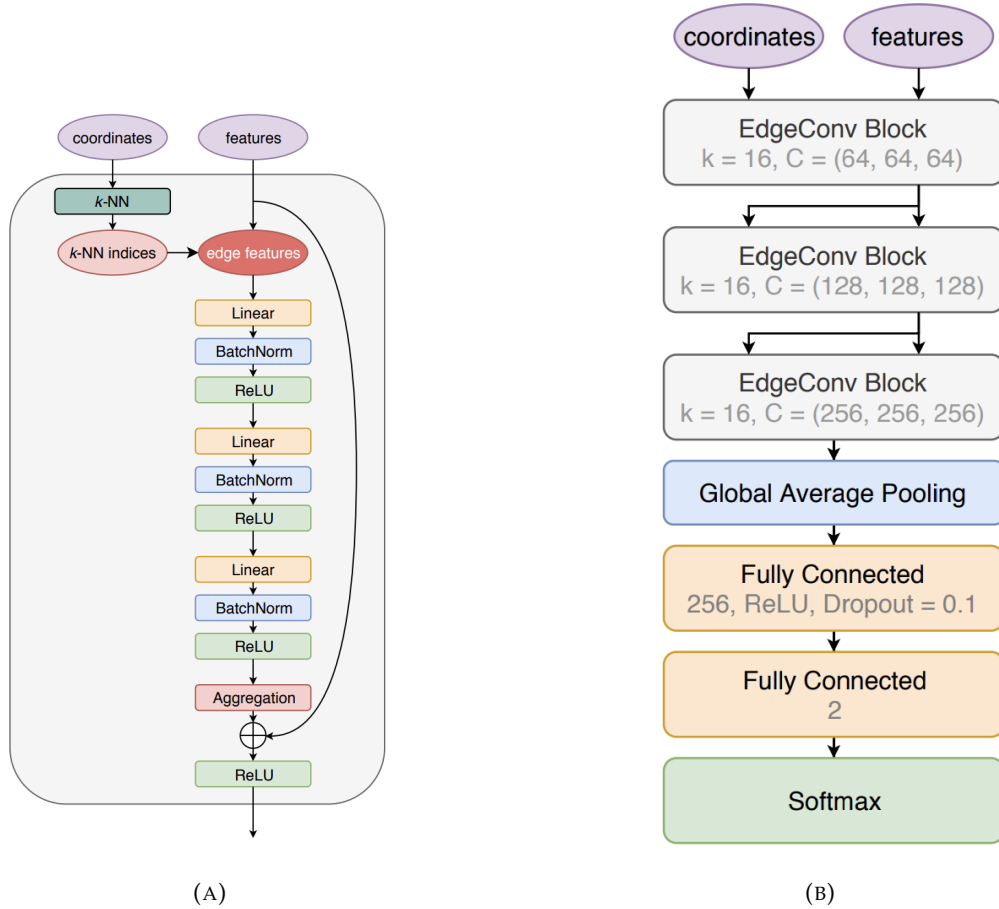 coordinates
features
k-NN
k-NN indices
edge features
Linear
BatchNorm
ReLU
Linear
BatchNorm
ReLU
Linear
BatchNorm
ReLU
Aggregation
ReLU
(A)
coordinates
features
EdgeConv Block
k = 16, C = (64, 64, 64)
EdgeConv Block
k = 16, C = (128, 128, 128)
EdgeConv Block
k = 16, C = (256, 256, 256)
Global Average Pooling
Fully Connected
256, ReLU, Dropout = 0.1
Fully Connected
2
Softmax
(B)